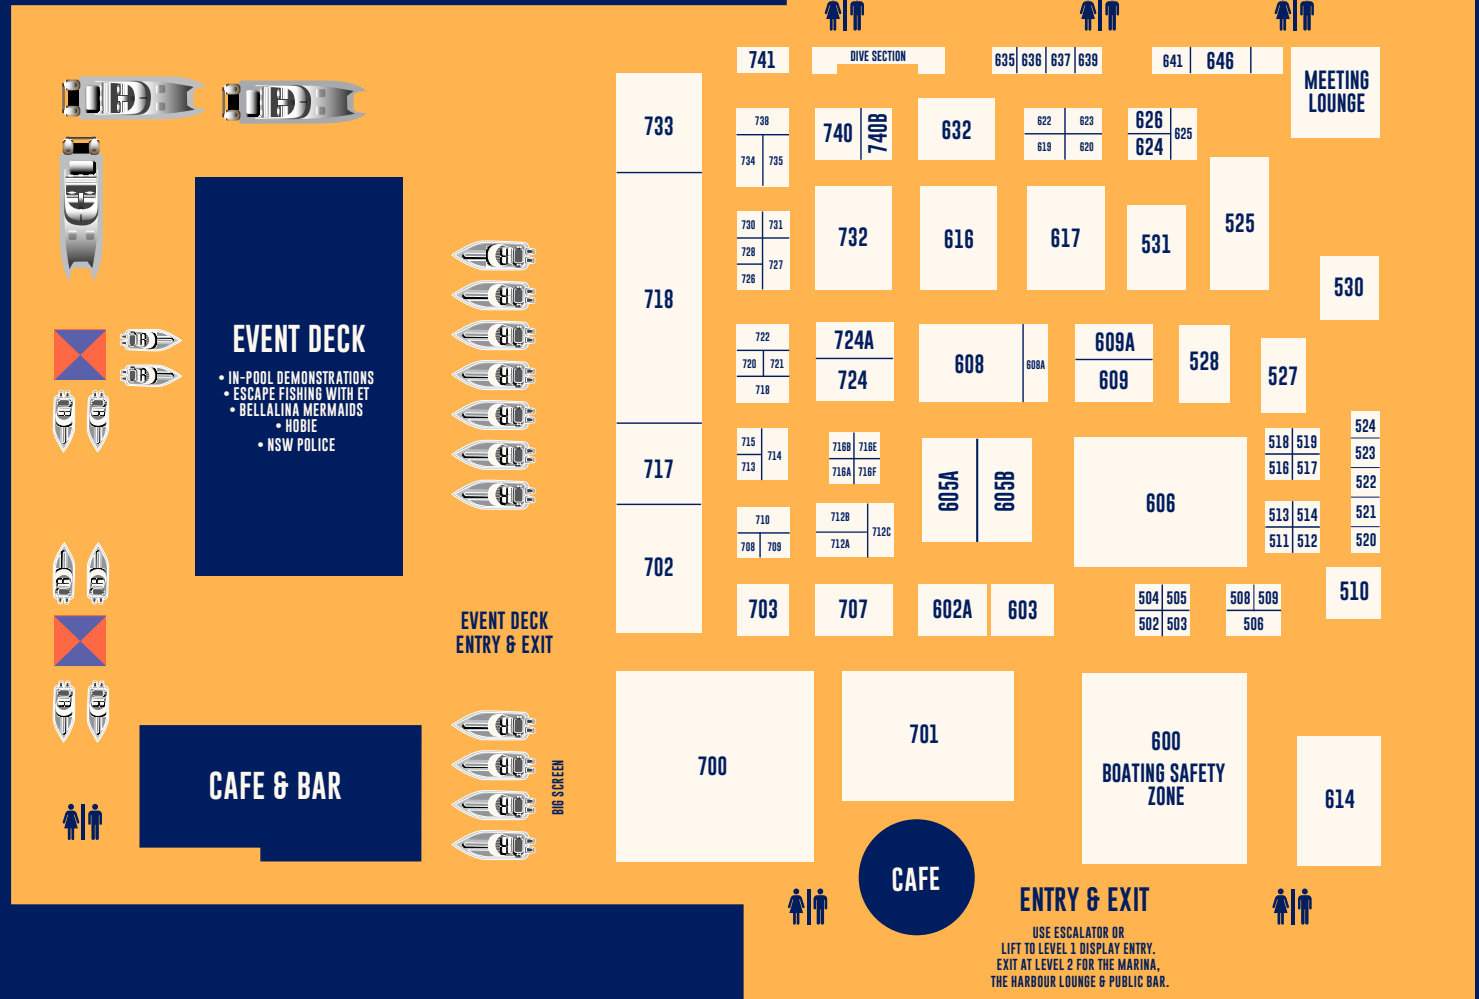 741
DIVE SECTION
635 636 637 639
641 646
MEETING
LOUNGE
733
738
734 735
740 740B
632
622 623
619 620
626
624
625
525
730 731
728
727
726
732
616
617
531
530
718
EVENT DECK
• IN-POOL DEMONSTRATIONS
• ESCAPE FISHING WITH ET
• BELLALINA MERMAIDS
• HOBIE
• NSW POLICE
722
720 721
718
724A
724
608
608A
609A
609
528
527
717
715
714
713
716B 716E
716A 716F
605A
605B
606
518 519
516 517
524
523
522
521
520
513 514
511 512
702
710
708 709
712B
712A
712C
510
703
707
602A
603
504 505
502 503
508 509
506
EVENT DECK
ENTRY & EXIT
700
701
600
BOATING SAFETY
ZONE
614
CAFE & BAR
BIG SCREEN
CAFE
ENTRY & EXIT
USE ESCALATOR OR
LIFT TO LEVEL 1 DISPLAY ENTRY.
EXIT AT LEVEL 2 FOR THE MARINA,
THE HARBOUR LOUNGE & PUBLIC BAR.